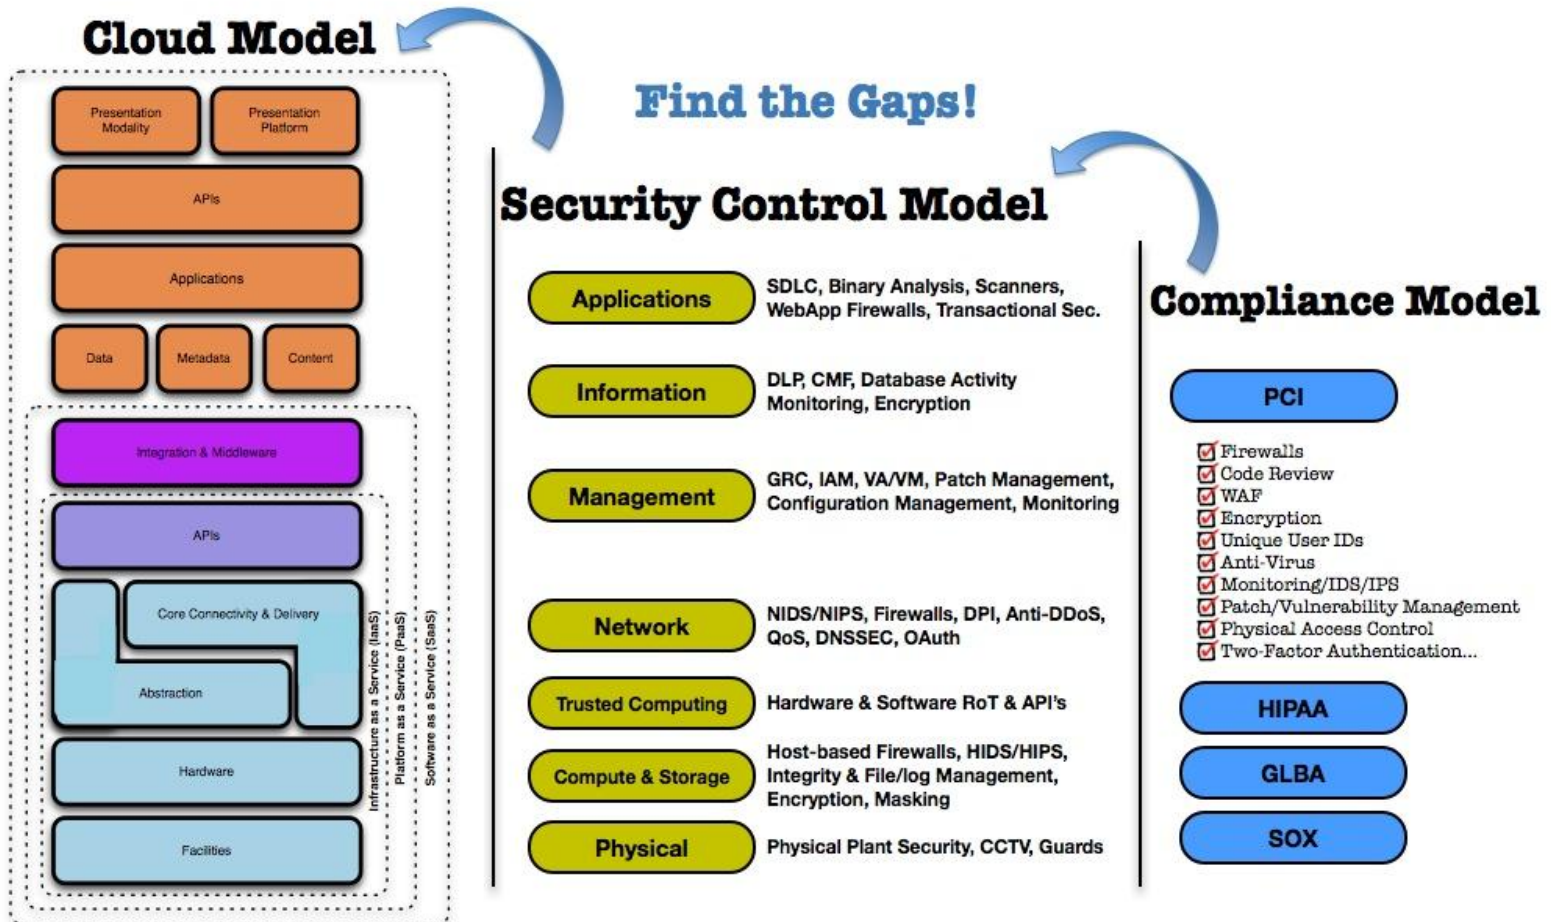 Cloud Model
Presentation
Modality
Presentation
Platform
APIs
Applications
Data
Metadata
Content
Integration & Middleware
APIs
Core Connectivity & Delivery
Abstraction
Hardware
Facilities
Infrastructure as a Service (IaaS)
Platform as a Service (PaaS)
Software as a Service (SaaS)
Find the Gaps!
Security Control Model
Applications
SDLC, Binary Analysis, Scanners,
WebApp Firewalls, Transactional Sec.
Information
DLP, CMF, Database Activity
Monitoring, Encryption
Management
GRC, IAM, VA/VM, Patch Management,
Configuration Management, Monitoring
Network
NIDS/NIPS, Firewalls, DPI, Anti-DDoS,
QoS, DNSSEC, OAuth
Trusted Computing
Hardware & Software RoT & API's
Compute & Storage
Host-based Firewalls, HIDS/HIPS,
Integrity & File/log Management,
Encryption, Masking
Physical
Physical Plant Security, CCTV, Guards
Compliance Model
PCI
Firewalls
Code Review
WAF
Encryption
Unique User IDs
Anti-Virus
Monitoring/IDS/IPS
Patch/Vulnerability Management
Physical Access Control
Two-Factor Authentication...
HIPAA
GLBA
SOX